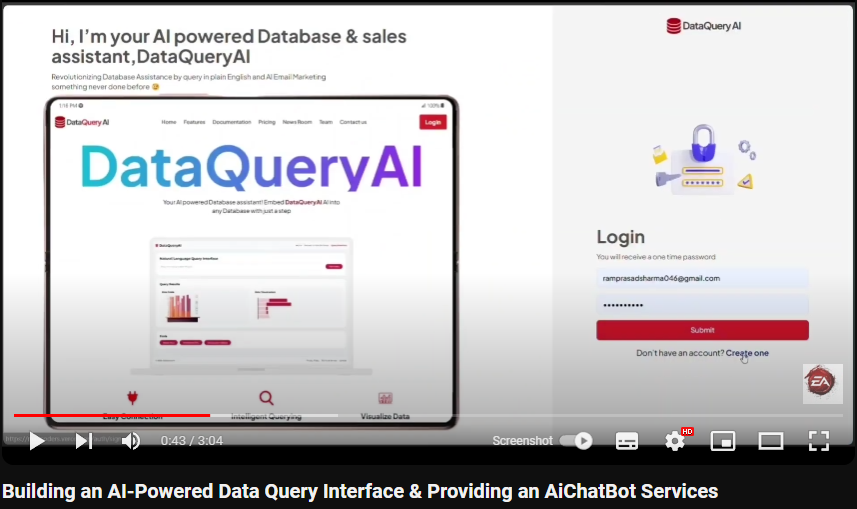 Hi, I'm your AI powered Database & sales
assistant,DataQueryAI
Revolutionizing Database Assistance by query in plain English and AI Email Marketing
something never done before 😅
1:16 PM
100%
DataQuery AI
Home Features Documentation Pricing News Room Team Contact us
Login
DataQueryAI
Your AI powered Database assistant! Embed DataQueryAI AI into
any Database with just a step
DataQueryAI
Natural Language Query Interface
Query Results
Easy Connection
Intelligent Querying
Visualize Data
DataQuery AI
Login
You will receive a one time password
ramprasadsharma046@gmail.com
••••••••••
Submit
Don't have an account? Create one
EA
0:43 / 3:04
Screenshot
HD
Building an AI-Powered Data Query Interface & Providing an AiChatBot Services